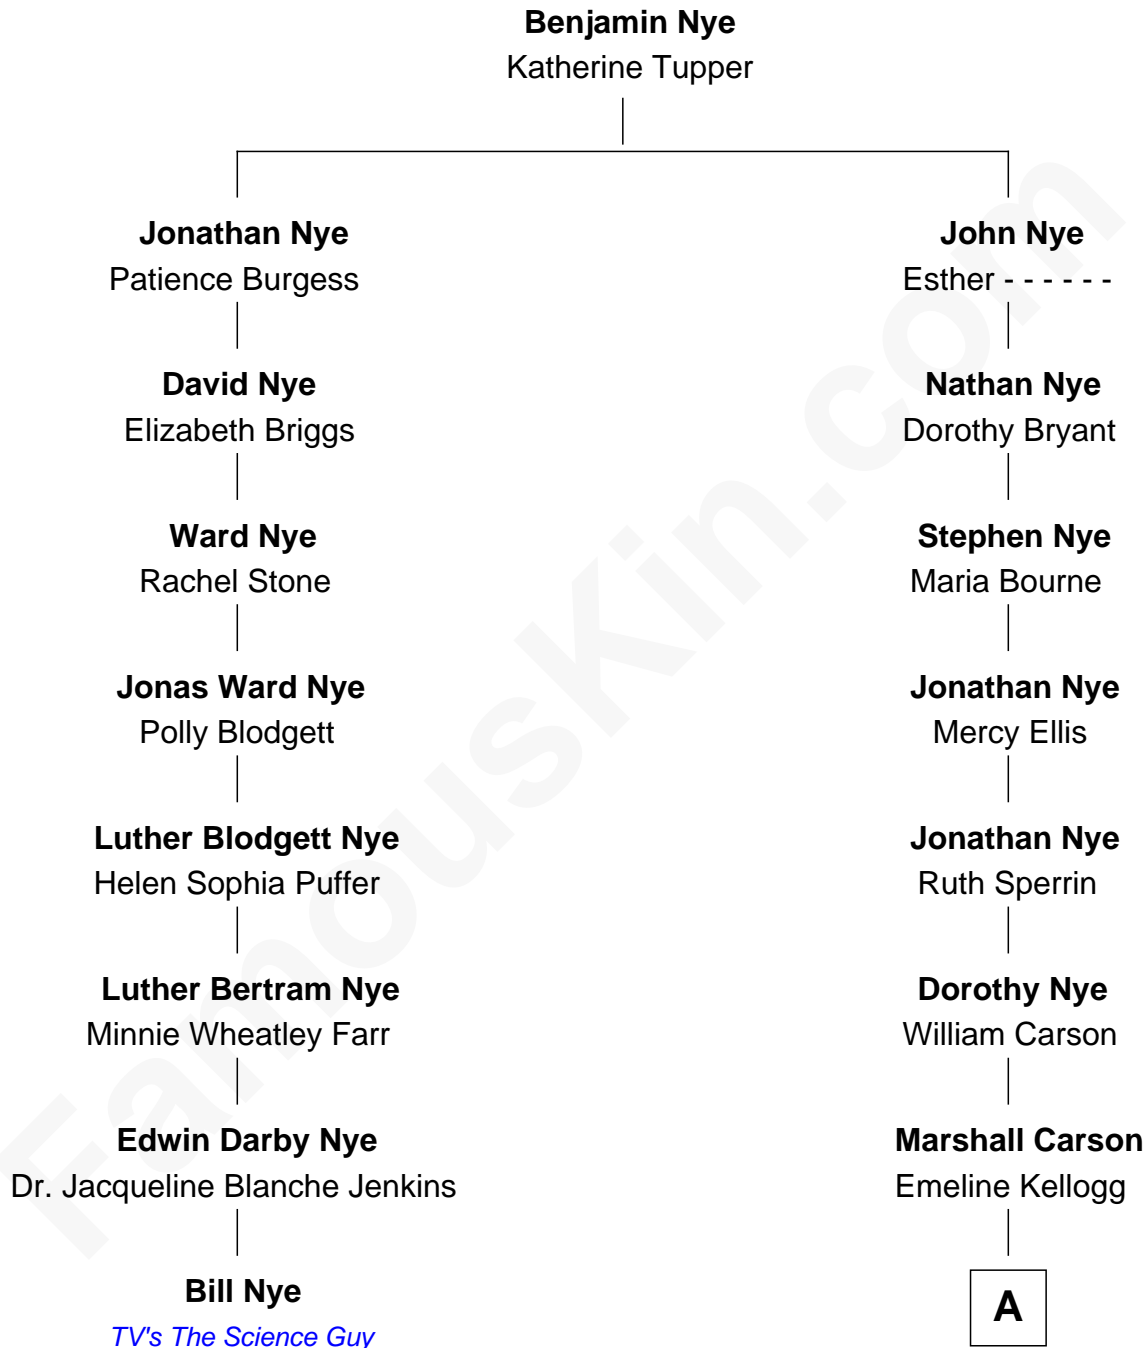 Benjamin Nye
Katherine Tupper
Jonathan Nye
Patience Burgess
David Nye
Elizabeth Briggs
Ward Nye
Rachel Stone
Jonas Ward Nye
Polly Blodgett
Luther Blodgett Nye
Helen Sophia Puffer
Luther Bertram Nye
Minnie Wheatley Farr
Edwin Darby Nye
Dr. Jacqueline Blanche Jenkins
Bill Nye
TV's The Science Guy
John Nye
Esther - - - - - -
Nathan Nye
Dorothy Bryant
Stephen Nye
Maria Bourne
Jonathan Nye
Mercy Ellis
Jonathan Nye
Ruth Sperrin
Dorothy Nye
William Carson
Marshall Carson
Emeline Kellogg
A
FamousKin.com